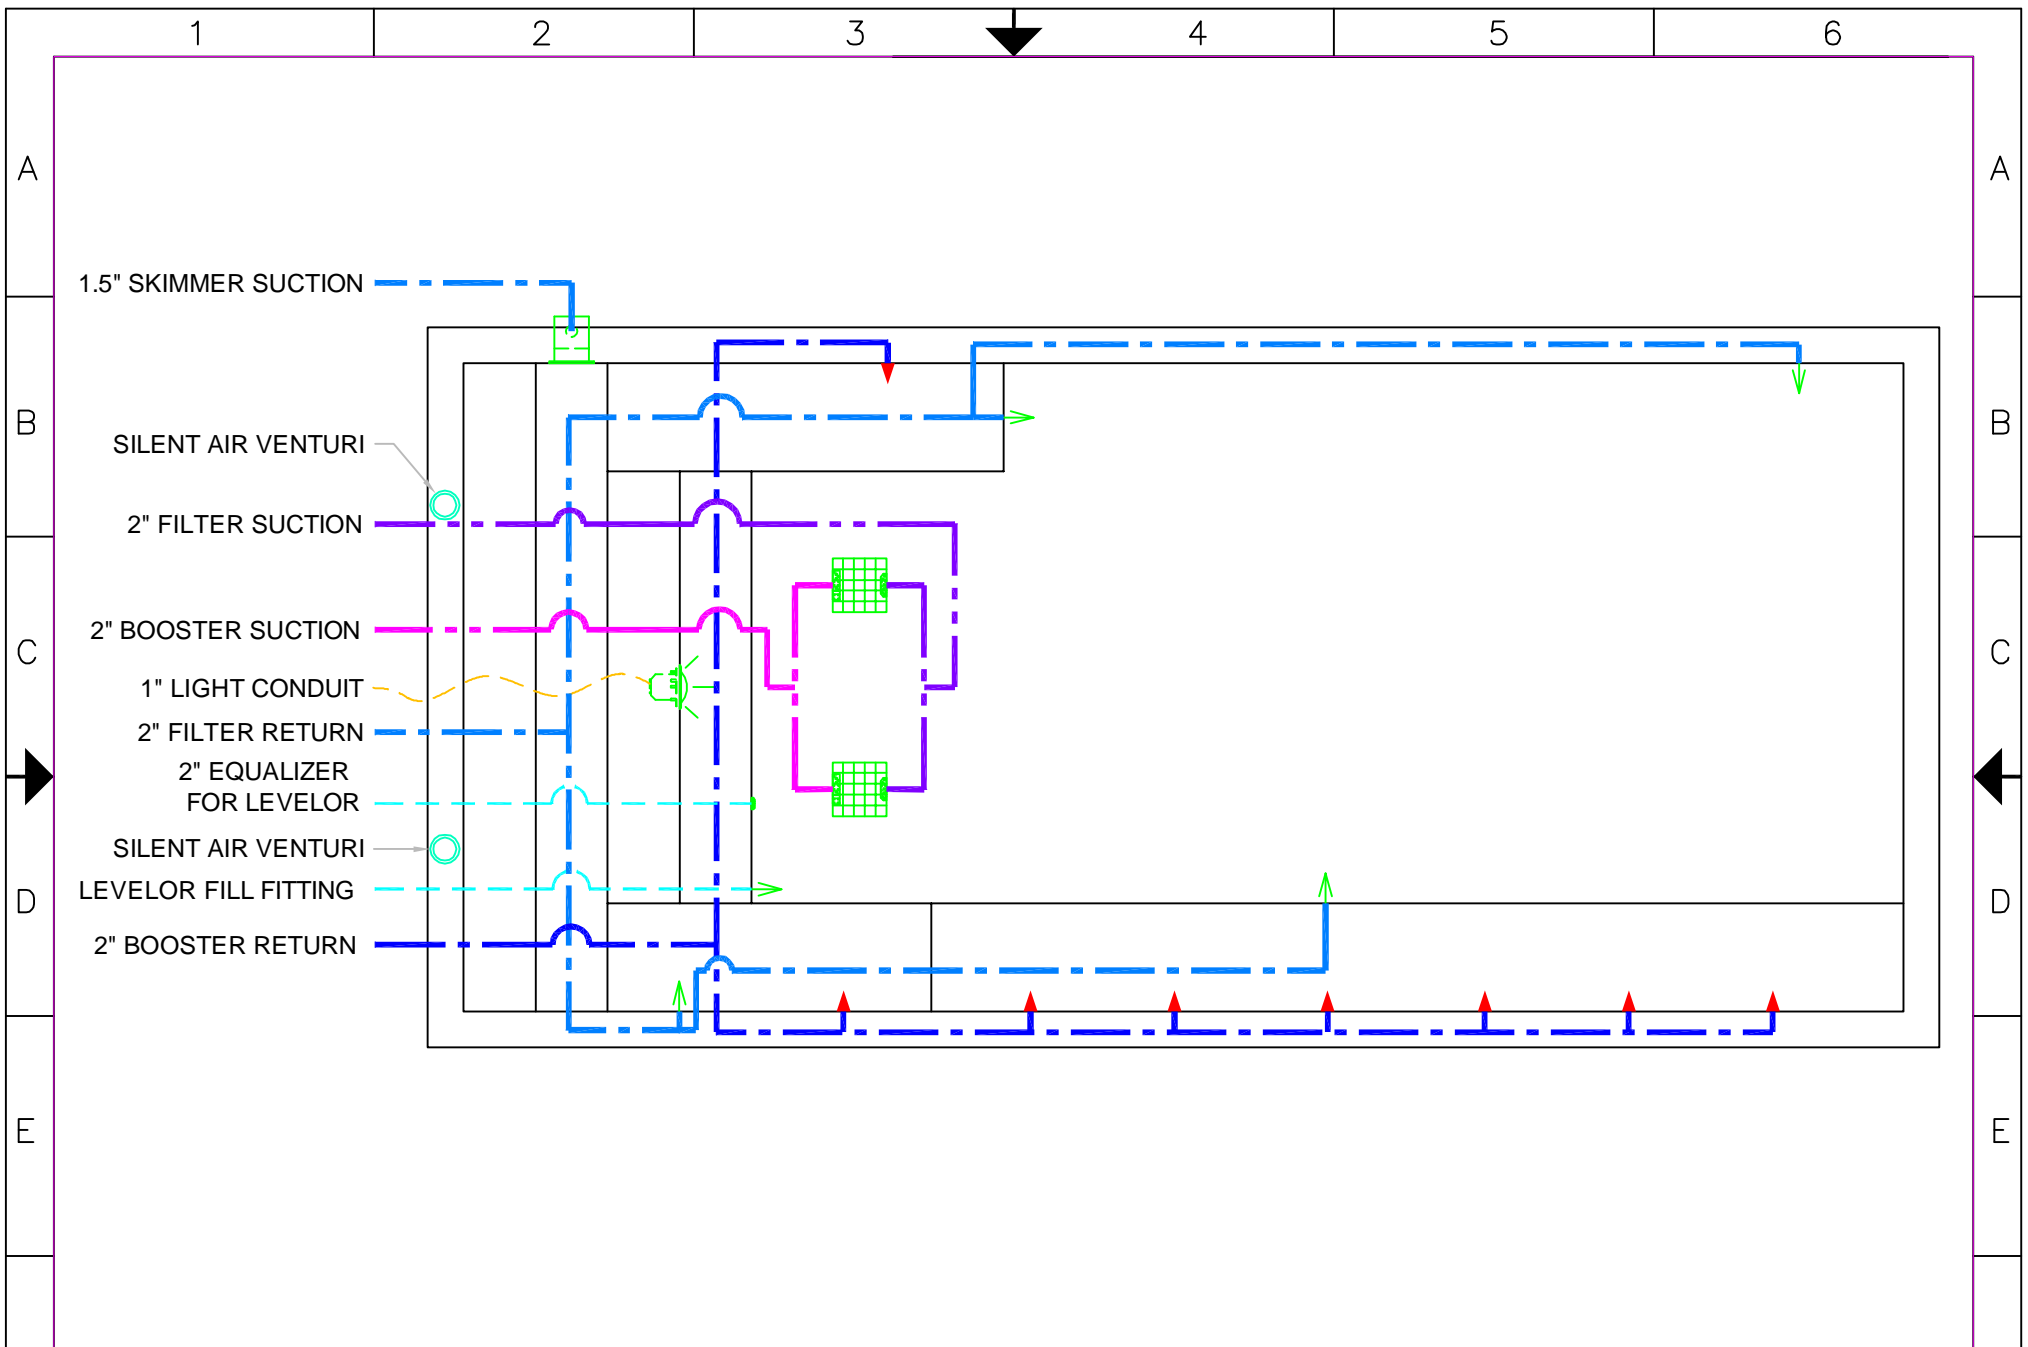 1 2 3 4 5 6
A A
1.5" SKIMMER SUCTION
B B
SILENT AIR VENTURI
2" FILTER SUCTION
2" BOOSTER SUCTION
C C
1" LIGHT CONDUIT
2" FILTER RETURN
2" EQUALIZER
FOR LEVELOR
SILENT AIR VENTURI
LEVELOR FILL FITTING
D D
2" BOOSTER RETURN
E E